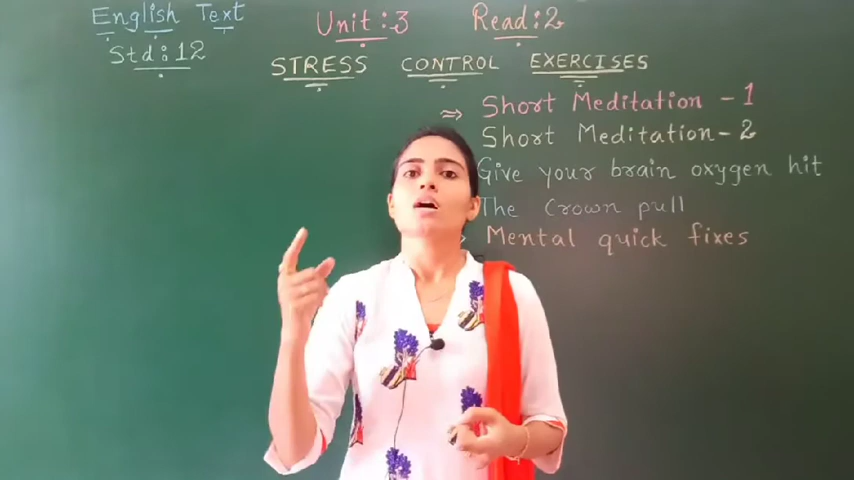 English Text Unit : 3 Read : 2
Std : 12
STRESS CONTROL EXERCISES
⇒ Short Meditation - 1
Short Meditation - 2
Give your brain oxygen hit
The Crown pull
Mental quick fixes